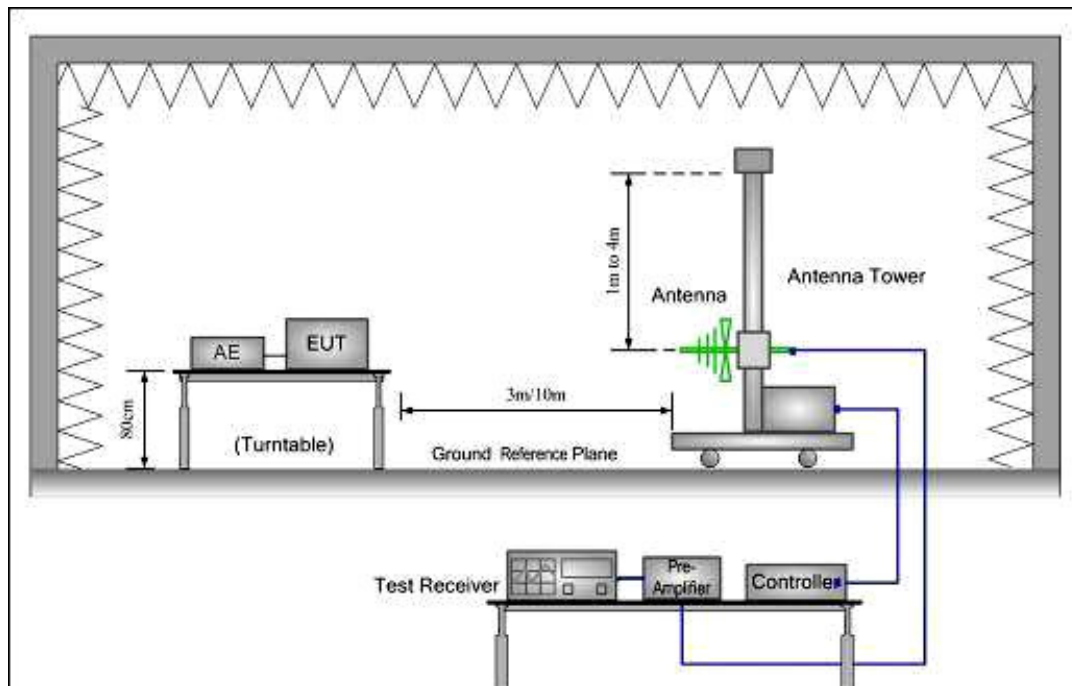 1m to 4m
Antenna Tower
Antenna
AE
EUT
3m/10m
80cm
(Turntable)
Ground Reference Plane
Test Receiver
Pre-
Amplifier
Controller